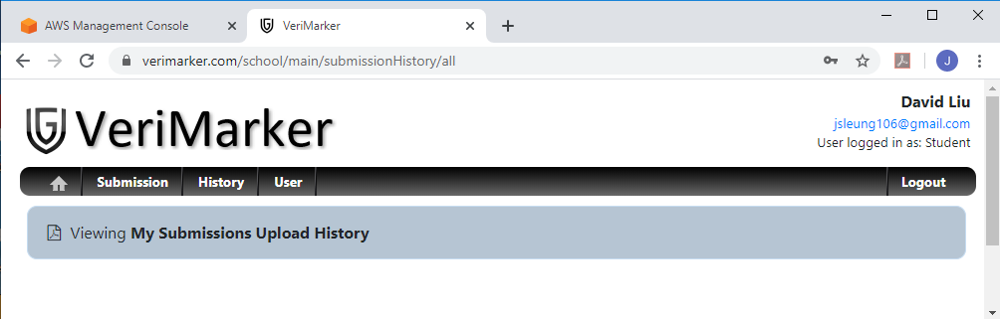 AWS Management Console
VeriMarker
verimarker.com/school/main/submissionHistory/all
J
David Liu
VeriMarker
jsleung106@gmail.com
User logged in as: Student
Submission History User Logout
Viewing My Submissions Upload History